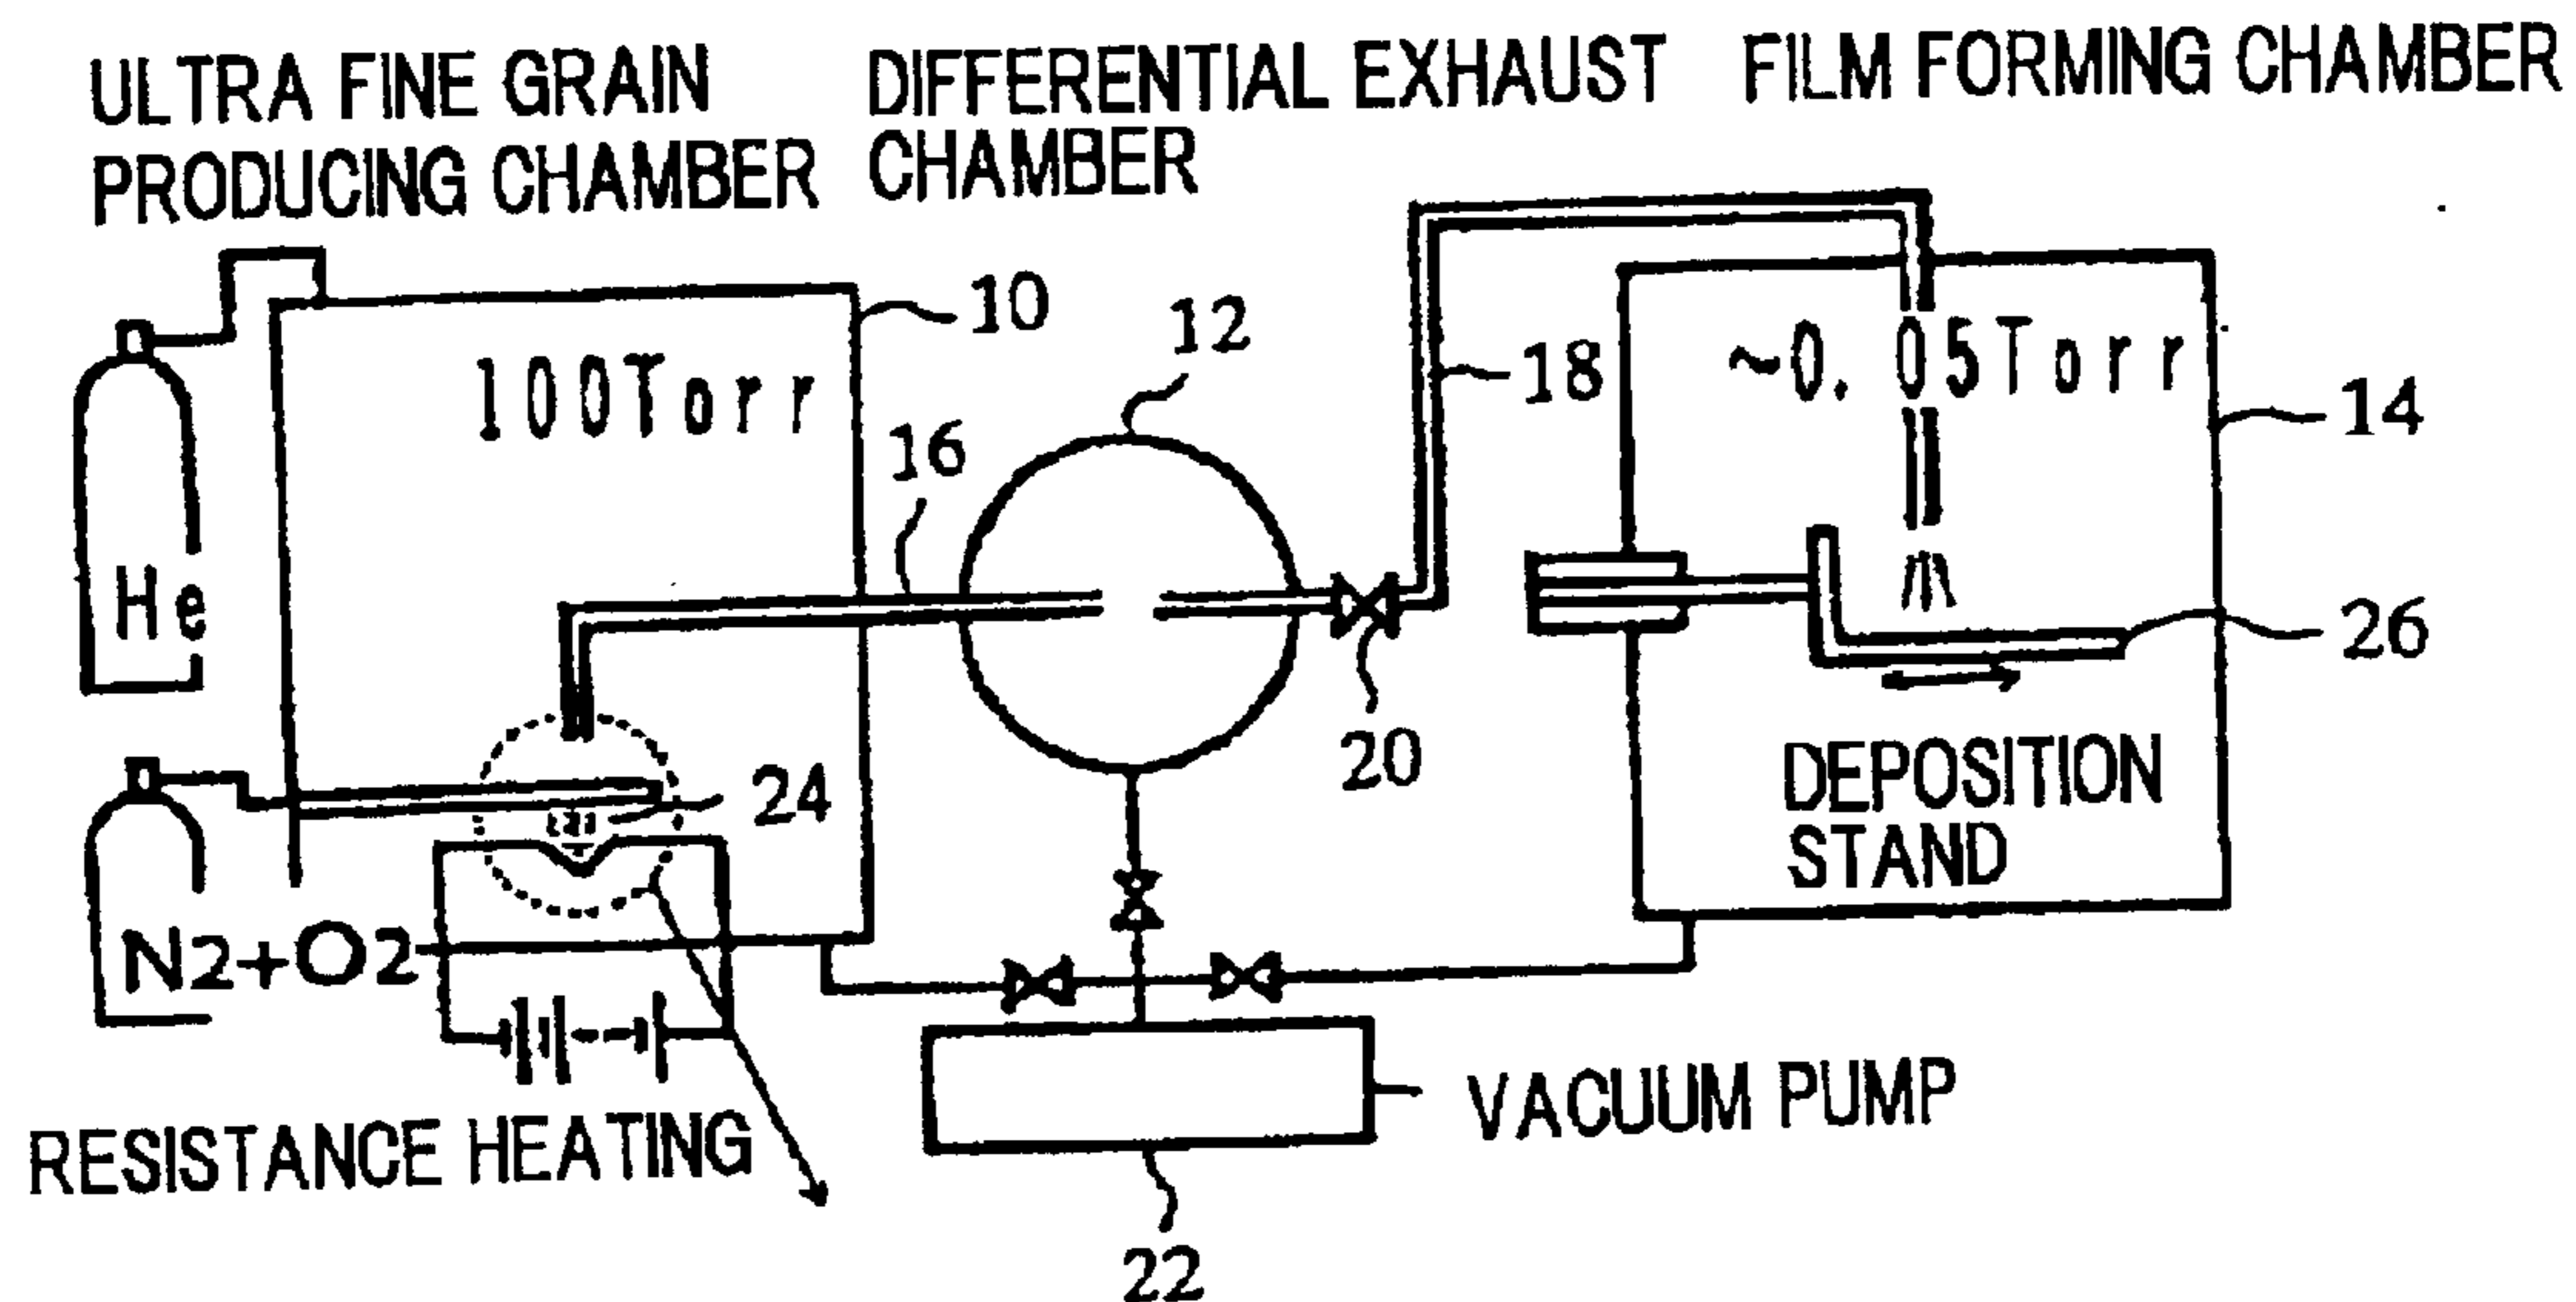 ULTRA FINE GRAIN
PRODUCING CHAMBER
DIFFERENTIAL EXHAUST
CHAMBER
FILM FORMING CHAMBER
10
100Torr
12
16
18
~0.05Torr
14
He
20
26
24
DEPOSITION
STAND
N2+O2
RESISTANCE HEATING
VACUUM PUMP
22